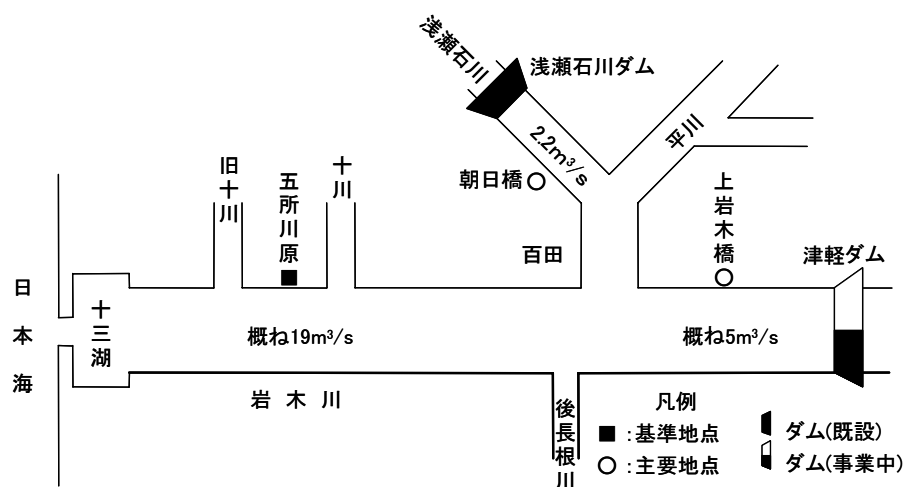 浅瀬石川
浅瀬石川ダム
2.2m³/s
平川
朝日橋
旧十川
五所川原
十川
百田
上岩木橋
津軽ダム
日本海
十三湖
概ね19m³/s
概ね5m³/s
岩木川
後長根川
凡例
■:基準地点
○:主要地点
ダム(既設)
ダム(事業中)